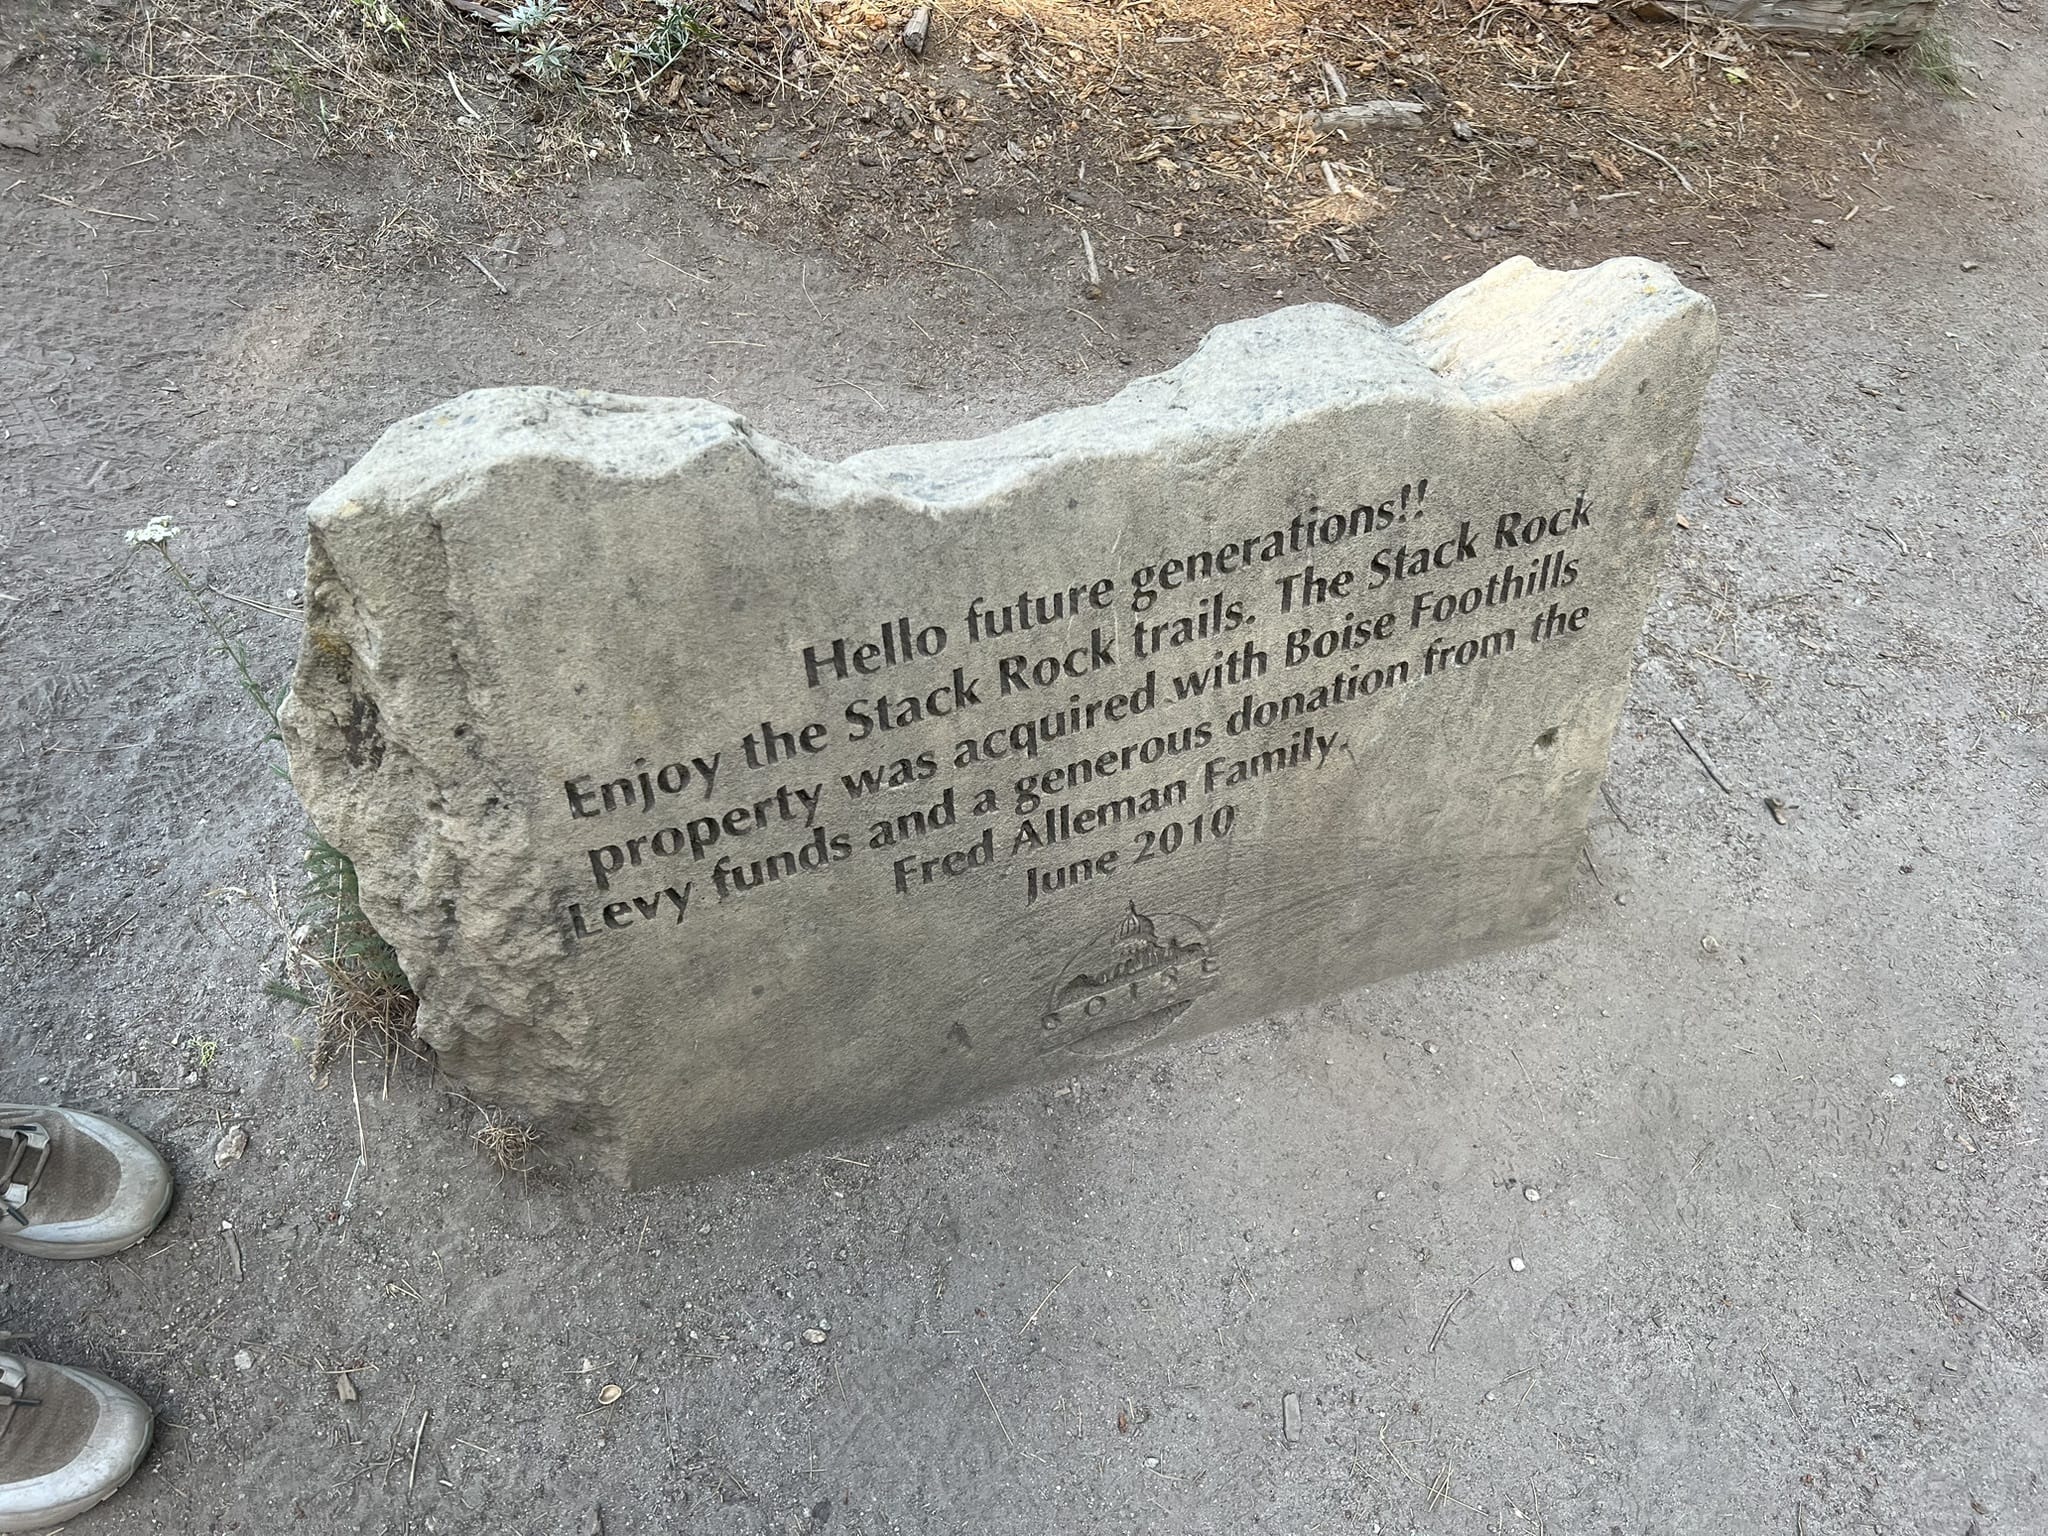 Hello future generations!!
Enjoy the Stack Rock trails. The Stack Rock
property was acquired with Boise Foothills
Levy funds and a generous donation from the
Fred Alleman Family.
June 2010
BOISE